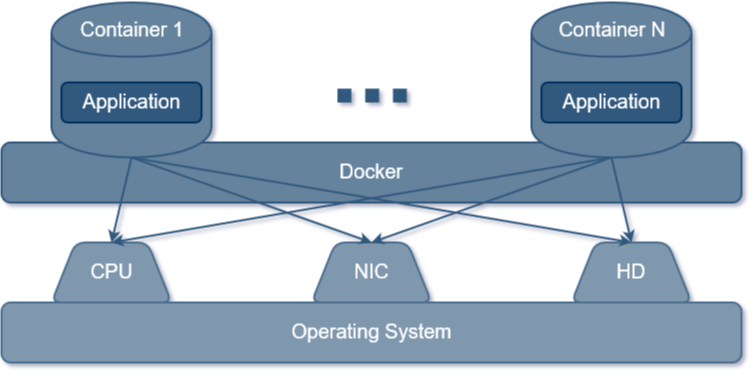 Container 1
Container N
Application
Application
Docker
CPU
NIC
HD
Operating System